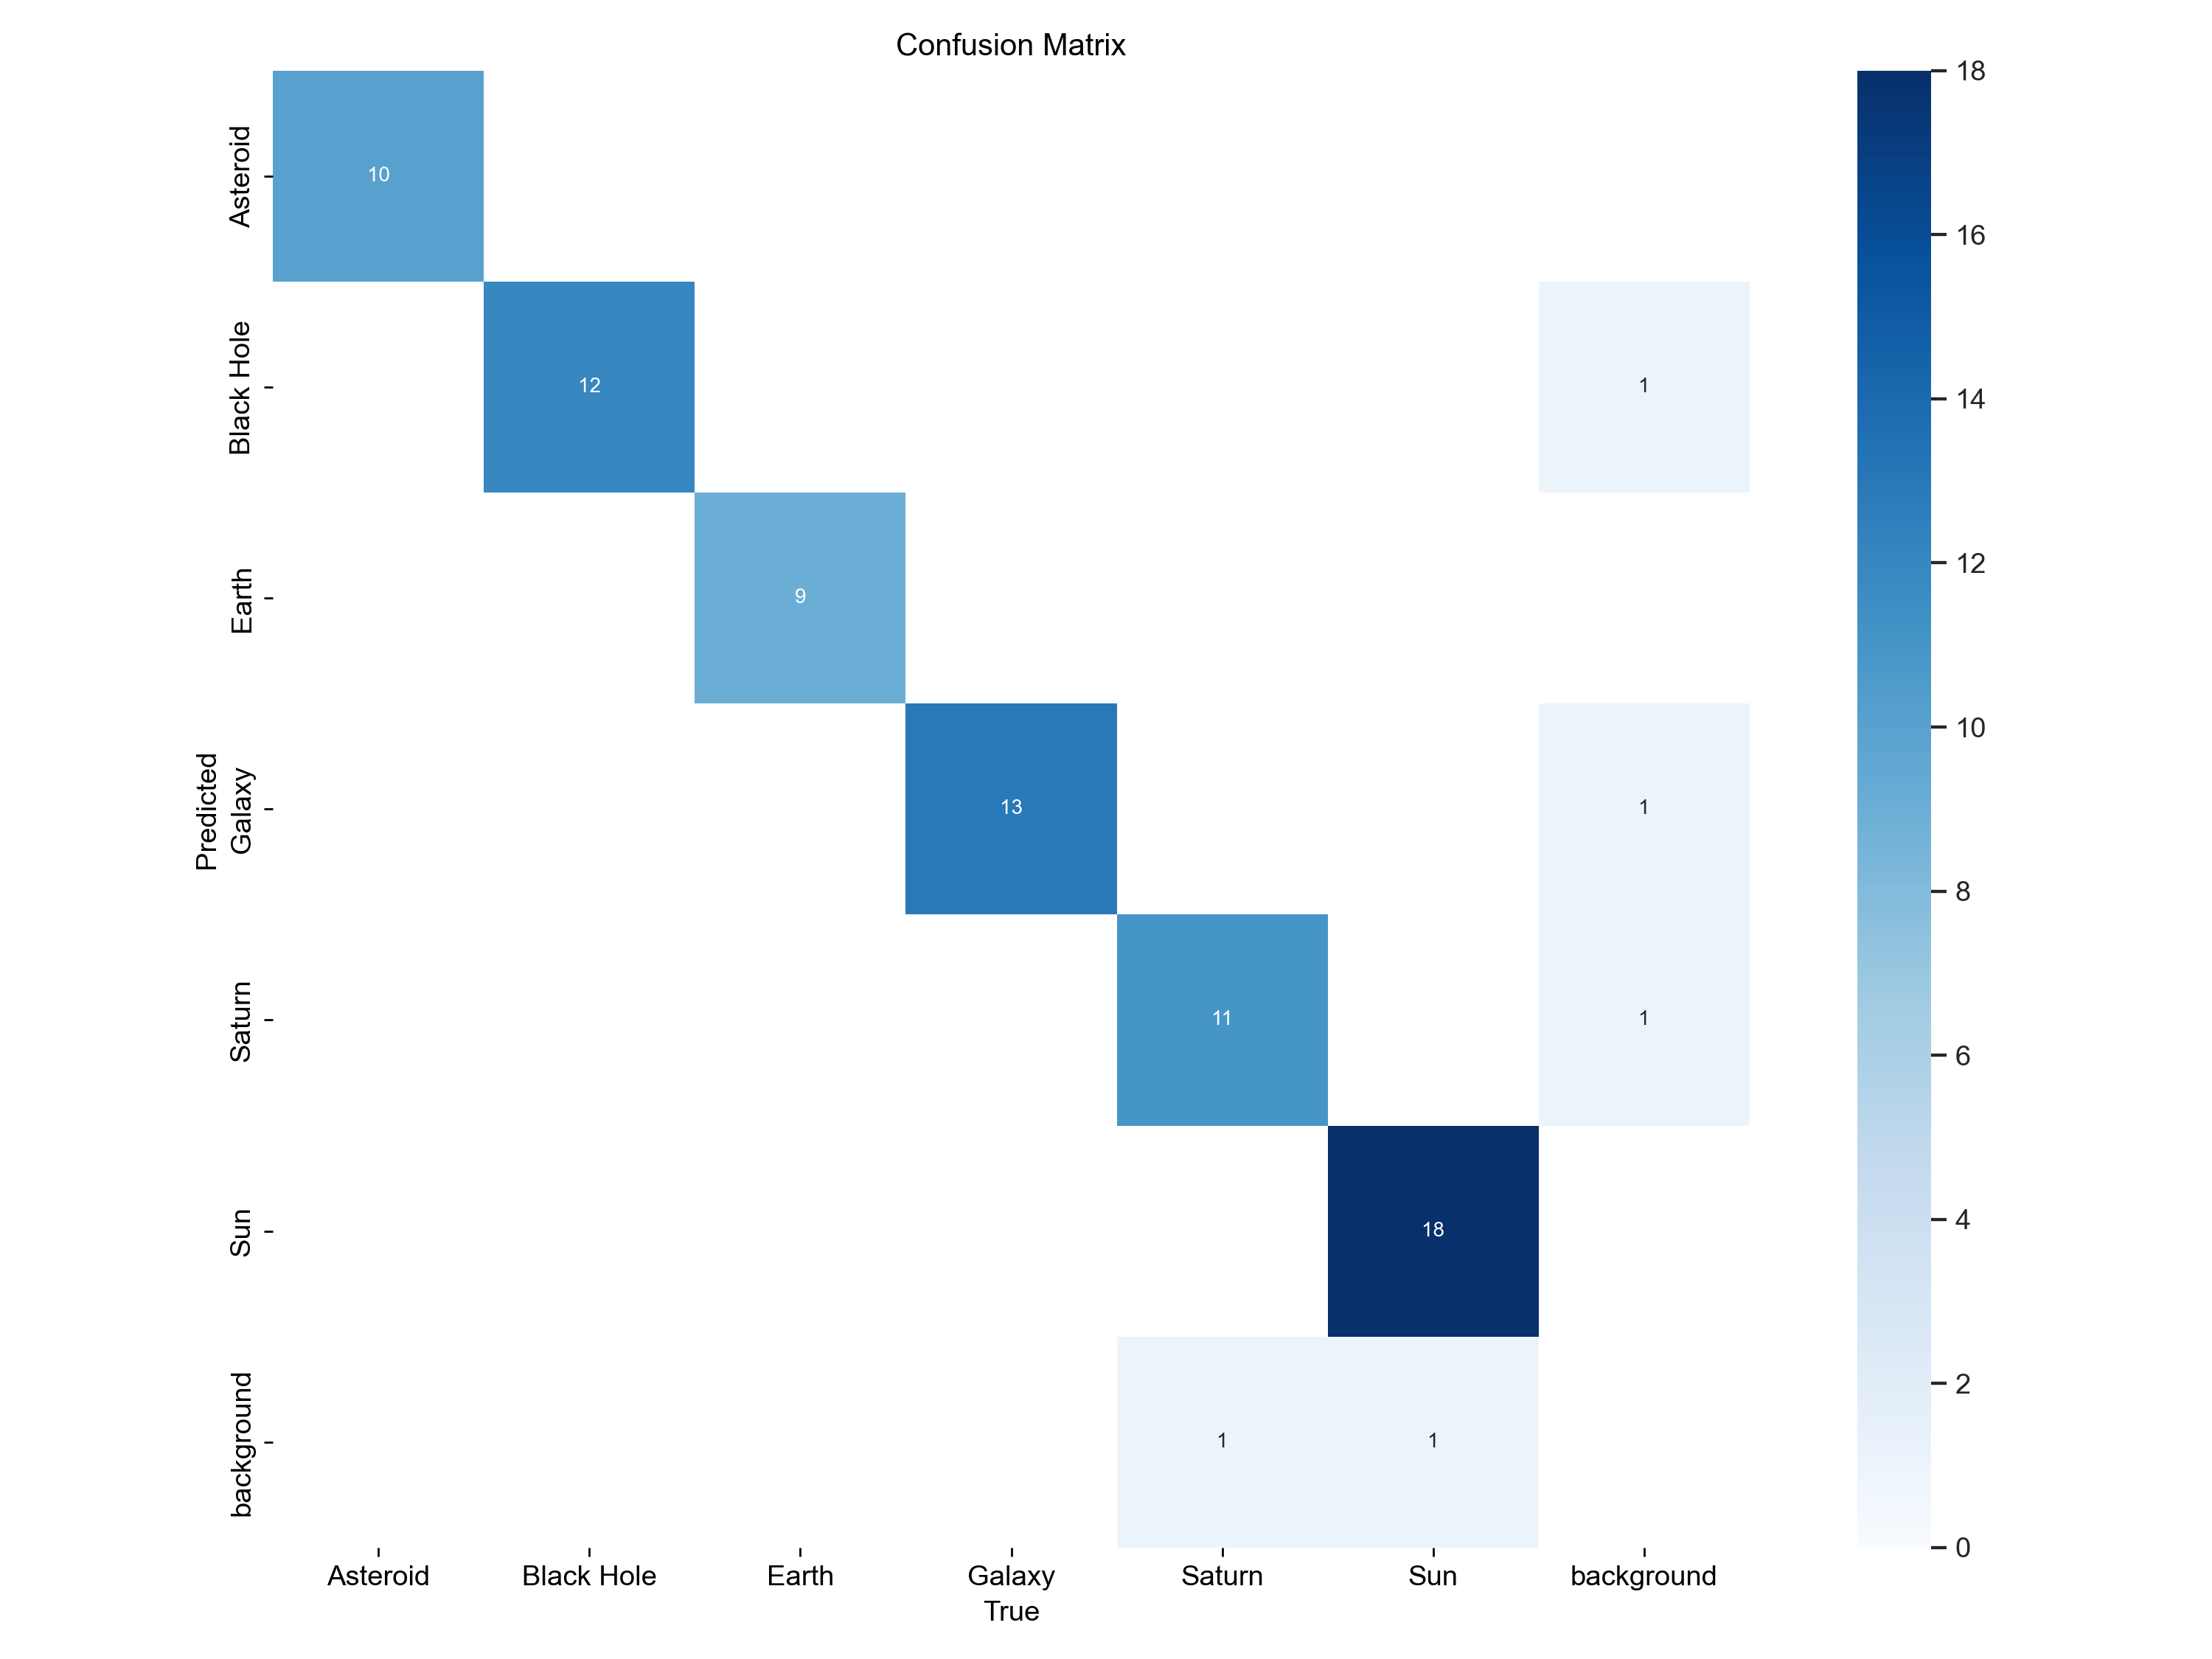 Confusion Matrix
Asteroid
10
Black Hole
12
1
Earth
9
Predicted
Galaxy
13
1
Saturn
11
1
Sun
18
background
1
1
Asteroid
Black Hole
Earth
Galaxy
Saturn
Sun
background
True
18
16
14
12
10
8
6
4
2
0